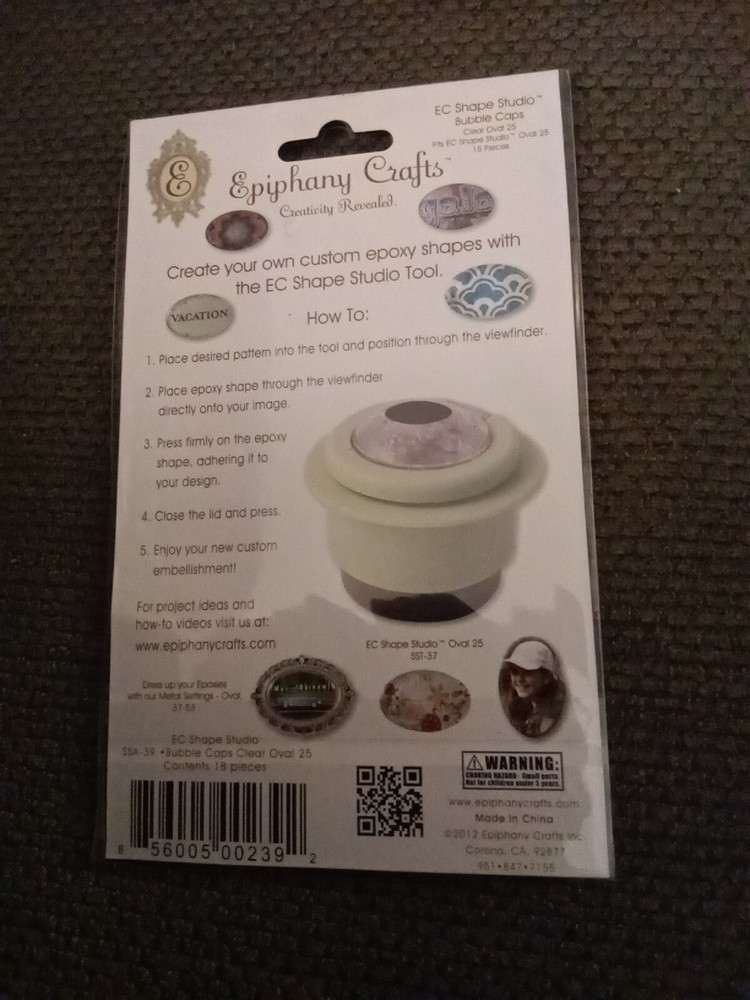 EC Shape Studio™
Bubble Caps
Clear Oval 25
Fits EC Shape Studio™ Oval 25
18 Pieces
E
Epiphany Crafts™
Creativity Revealed.
Create your own custom epoxy shapes with
the EC Shape Studio Tool.
VACATION
How To:
1. Place desired pattern into the tool and position through the viewfinder.
2. Place epoxy shape through the viewfinder
directly onto your image.
3. Press firmly on the epoxy
shape, adhering it to
your design.
4. Close the lid and press.
5. Enjoy your new custom
embellishment!
For project ideas and
how-to videos visit us at:
www.epiphanycrafts.com
EC Shape Studio™ Oval 25
SST-37
Dress up your Epoxies
with our Metal Settings - Oval
37-53
EC Shape Studio
SSA-39 •Bubble Caps Clear Oval 25
Contents 18 pieces
8 56005 00239 2
WARNING:
CHOKING HAZARD - Small parts.
Not for children under 3 years.
www.epiphanycrafts.com
Made in China
©2012 Epiphany Crafts Inc.
Corona, CA. 92877
951•847•7155